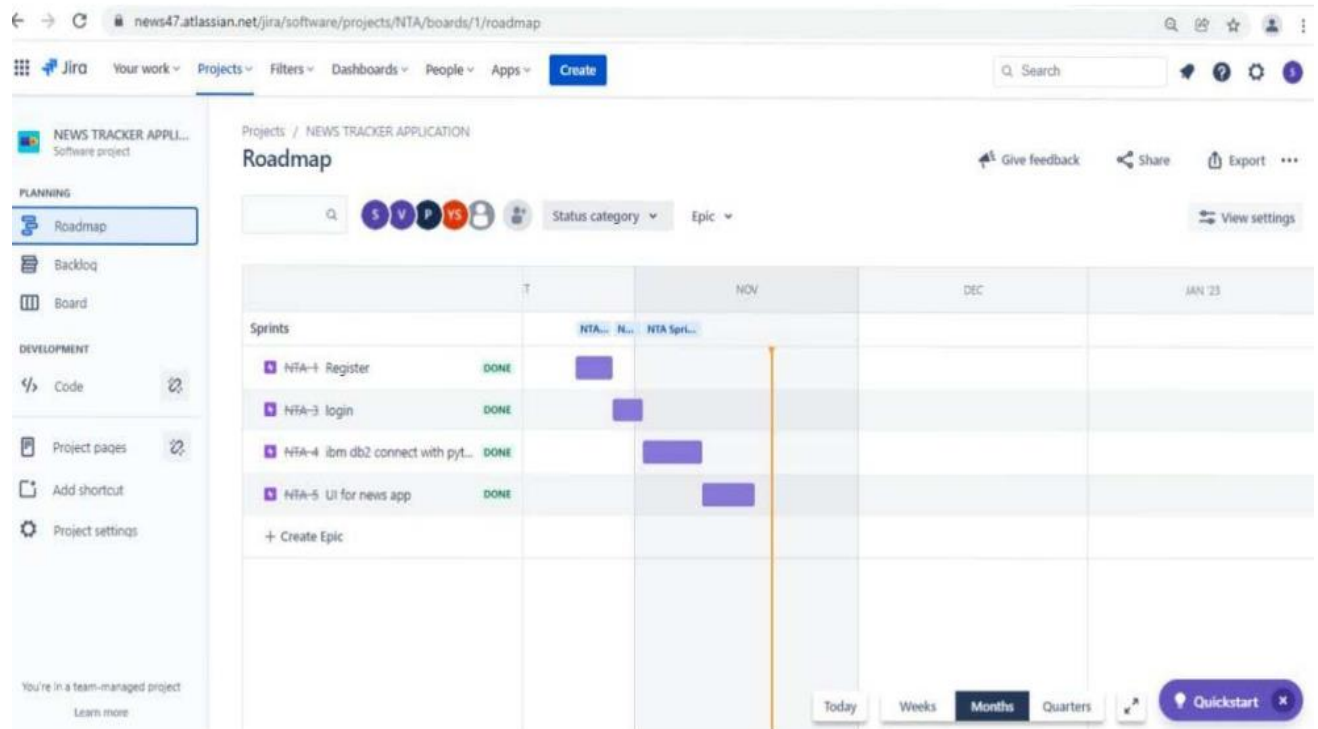 news47.atlassian.net/jira/software/projects/NTA/boards/1/roadmap
Jira Your work Projects Filters Dashboards People Apps Create Search S
NEWS TRACKER APPLI...
Software project
PLANNING
Roadmap
Backlog
Board
DEVELOPMENT
Code
Project pages
Add shortcut
Project settings
You're in a team-managed project
Learn more
Projects / NEWS TRACKER APPLICATION
Roadmap
Give feedback Share Export
S V P YS Status category Epic View settings
T NOV DEC JAN '23
Sprints NTA... N... NTA Spri...
NTA-1 Register DONE
NTA-3 login DONE
NTA-4 ibm db2 connect with pyt... DONE
NTA-5 UI for news app DONE
+ Create Epic
Today Weeks Months Quarters Quickstart